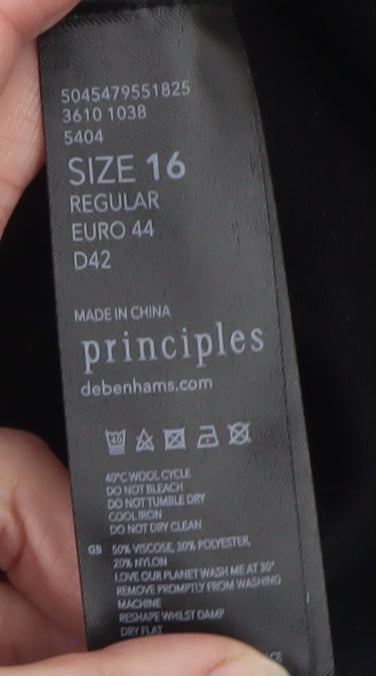 5045479551825
3610 1038
5404
SIZE 16
REGULAR
EURO 44
D42
MADE IN CHINA
principles
debenhams.com
40
40°C WOOL CYCLE
DO NOT BLEACH
DO NOT TUMBLE DRY
COOL IRON
DO NOT DRY CLEAN
GB 50% VISCOSE, 30% POLYESTER,
20% NYLON
LOVE OUR PLANET WASH ME AT 30°
REMOVE PROMPTLY FROM WASHING
MACHINE
RESHAPE WHILST DAMP
DRY FLAT